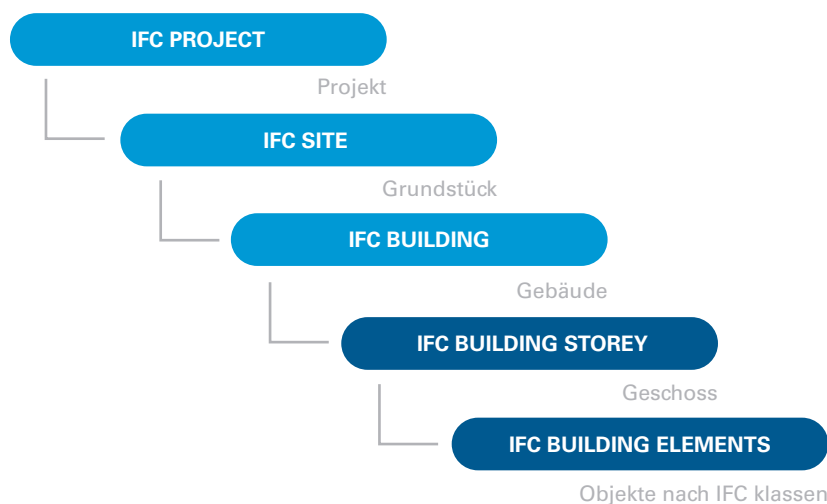 IFC PROJECT
Projekt
IFC SITE
Grundstück
IFC BUILDING
Gebäude
IFC BUILDING STOREY
Geschoss
IFC BUILDING ELEMENTS
Objekte nach IFC klassen